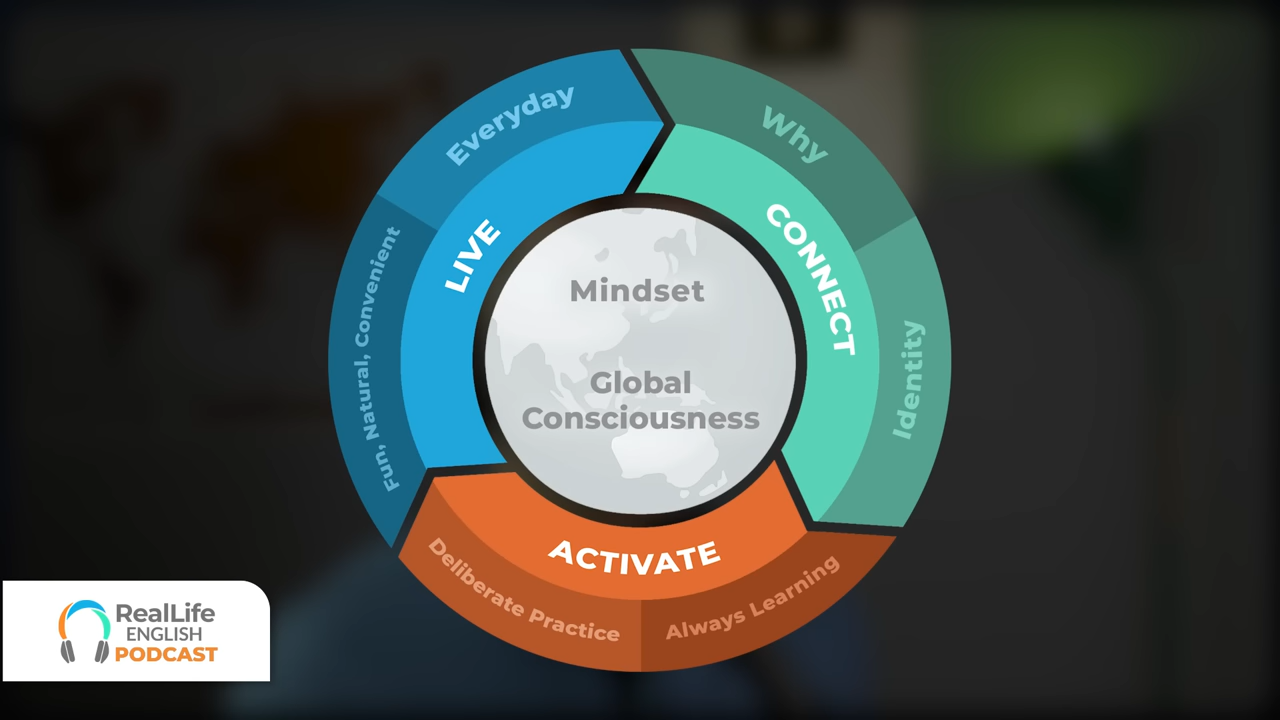 Everyday
Why
LIVE
CONNECT
Fun, Natural, Convenient
Identity
Mindset
Global
Consciousness
ACTIVATE
Deliberate Practice
Always Learning
RealLife
ENGLISH
PODCAST